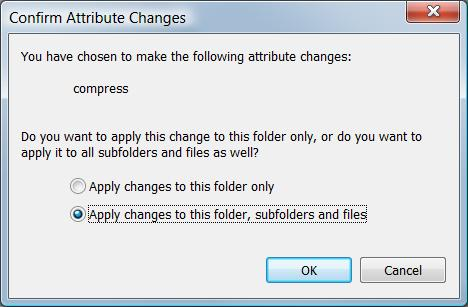 Confirm Attribute Changes
You have chosen to make the following attribute changes:
compress
Do you want to apply this change to this folder only, or do you want to
apply it to all subfolders and files as well?
Apply changes to this folder only
Apply changes to this folder, subfolders and files
OK Cancel